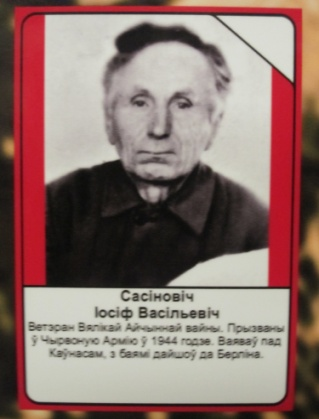 Сасіновіч
Іосіф Васільевіч
Ветэран Вялікай Айчыннай вайны. Прызваны
ў Чырвоную Армію ў 1944 годзе. Ваяваў пад
Каўнасам, з баямі дайшоў да Берліна.